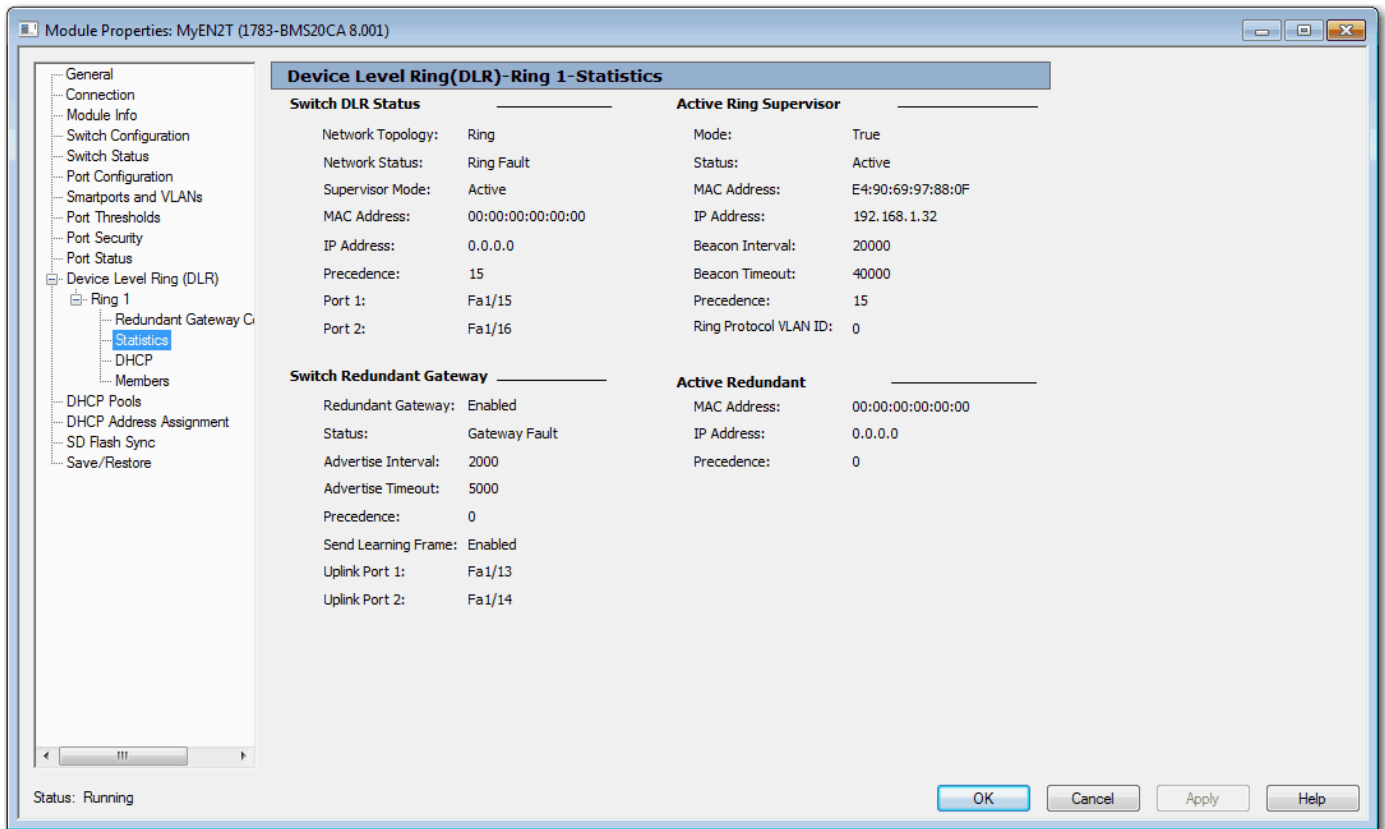 Module Properties: MyEN2T (1783-BMS20CA 8.001)
General
Connection
Module Info
Switch Configuration
Switch Status
Port Configuration
Smartports and VLANs
Port Thresholds
Port Security
Port Status
Device Level Ring (DLR)
Ring 1
Redundant Gateway Co
Statistics
DHCP
Members
DHCP Pools
DHCP Address Assignment
SD Flash Sync
Save/Restore
Device Level Ring(DLR)-Ring 1-Statistics
Switch DLR Status
Network Topology: Ring
Network Status: Ring Fault
Supervisor Mode: Active
MAC Address: 00:00:00:00:00:00
IP Address: 0.0.0.0
Precedence: 15
Port 1: Fa1/15
Port 2: Fa1/16
Switch Redundant Gateway
Redundant Gateway: Enabled
Status: Gateway Fault
Advertise Interval: 2000
Advertise Timeout: 5000
Precedence: 0
Send Learning Frame: Enabled
Uplink Port 1: Fa1/13
Uplink Port 2: Fa1/14
Active Ring Supervisor
Mode: True
Status: Active
MAC Address: E4:90:69:97:88:0F
IP Address: 192.168.1.32
Beacon Interval: 20000
Beacon Timeout: 40000
Precedence: 15
Ring Protocol VLAN ID: 0
Active Redundant
MAC Address: 00:00:00:00:00:00
IP Address: 0.0.0.0
Precedence: 0
Status: Running
OK
Cancel
Apply
Help